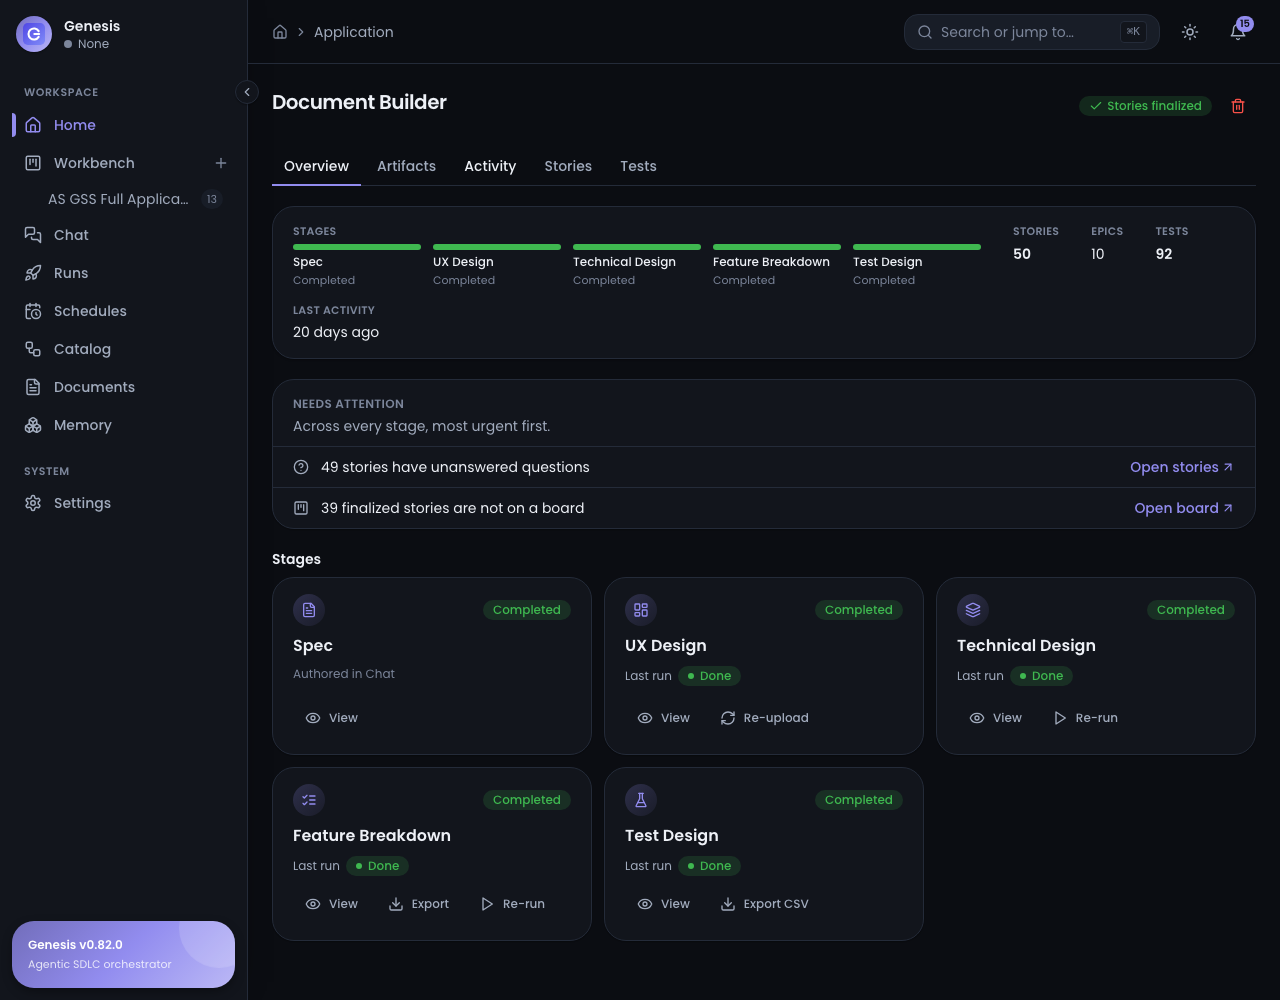 Genesis
None
WORKSPACE
Home
Workbench
AS GSS Full Applica... 13
Chat
Runs
Schedules
Catalog
Documents
Memory
SYSTEM
Settings
Genesis v0.82.0
Agentic SDLC orchestrator
Application
Search or jump to... ⌘K
15
Document Builder
Stories finalized
Overview Artifacts Activity Stories Tests
STAGES
Spec UX Design Technical Design Feature Breakdown Test Design
Completed Completed Completed Completed Completed
STORIES EPICS TESTS
50 10 92
LAST ACTIVITY
20 days ago
NEEDS ATTENTION
Across every stage, most urgent first.
49 stories have unanswered questions Open stories
39 finalized stories are not on a board Open board
Stages
Completed
Spec
Authored in Chat
View
Completed
UX Design
Last run Done
View Re-upload
Completed
Technical Design
Last run Done
View Re-run
Completed
Feature Breakdown
Last run Done
View Export Re-run
Completed
Test Design
Last run Done
View Export CSV